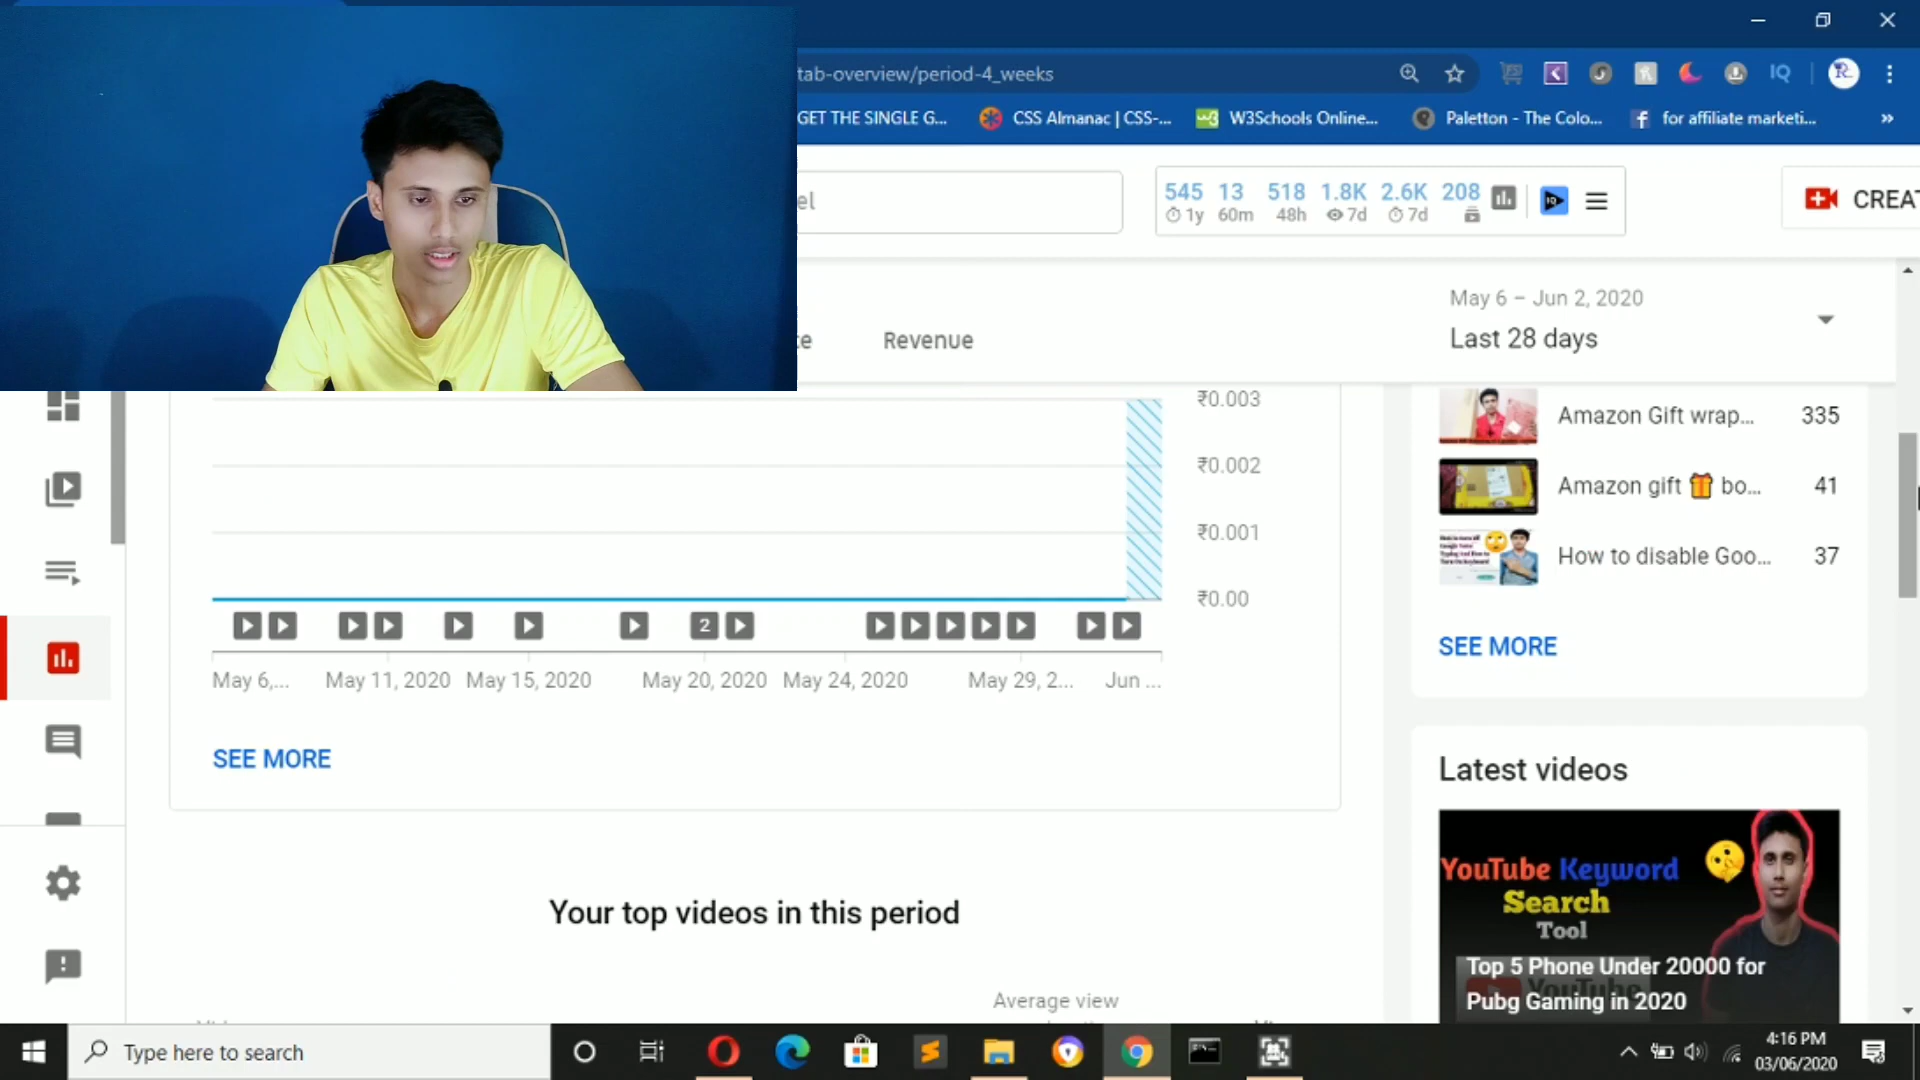 tab-overview/period-4_weeks
IQ
GET THE SINGLE G...
CSS Almanac | CSS-...
W3Schools Online...
Paletton - The Colo...
for affiliate marketi...
»
el
545 13 518 1.8K 2.6K 208
1y 60m 48h 7d 7d
CREAT
May 6 – Jun 2, 2020
Last 28 days
ce
Revenue
₹0.003
₹0.002
₹0.001
₹0.00
2
May 6,... May 11, 2020 May 15, 2020 May 20, 2020 May 24, 2020 May 29, 2... Jun ...
SEE MORE
Amazon Gift wrap... 335
Amazon gift 🎁 bo... 41
How to disable Goo... 37
SEE MORE
Latest videos
YouTube Keyword
Search
Tool
Top 5 Phone Under 20000 for
Pubg Gaming in 2020
Your top videos in this period
Average view
Type here to search
4:16 PM
03/06/2020